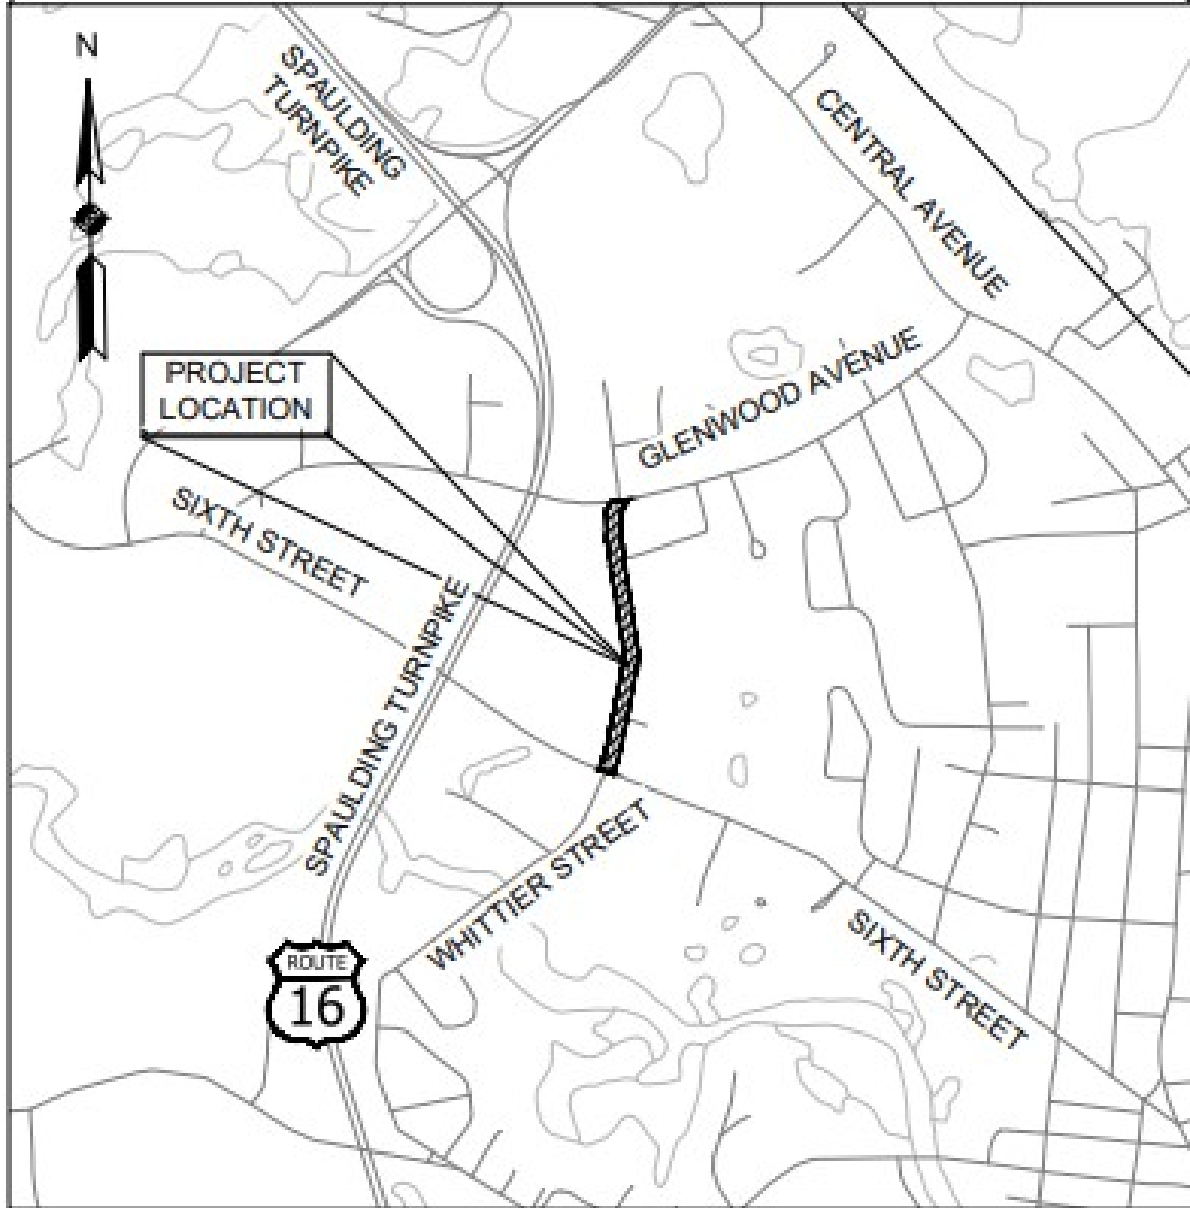 N
SPAULDING
TURNPIKE
CENTRAL AVENUE
PROJECT
LOCATION
GLENWOOD AVENUE
SIXTH STREET
SPAULDING TURNPIKE
WHITTIER STREET
SIXTH STREET
ROUTE
16